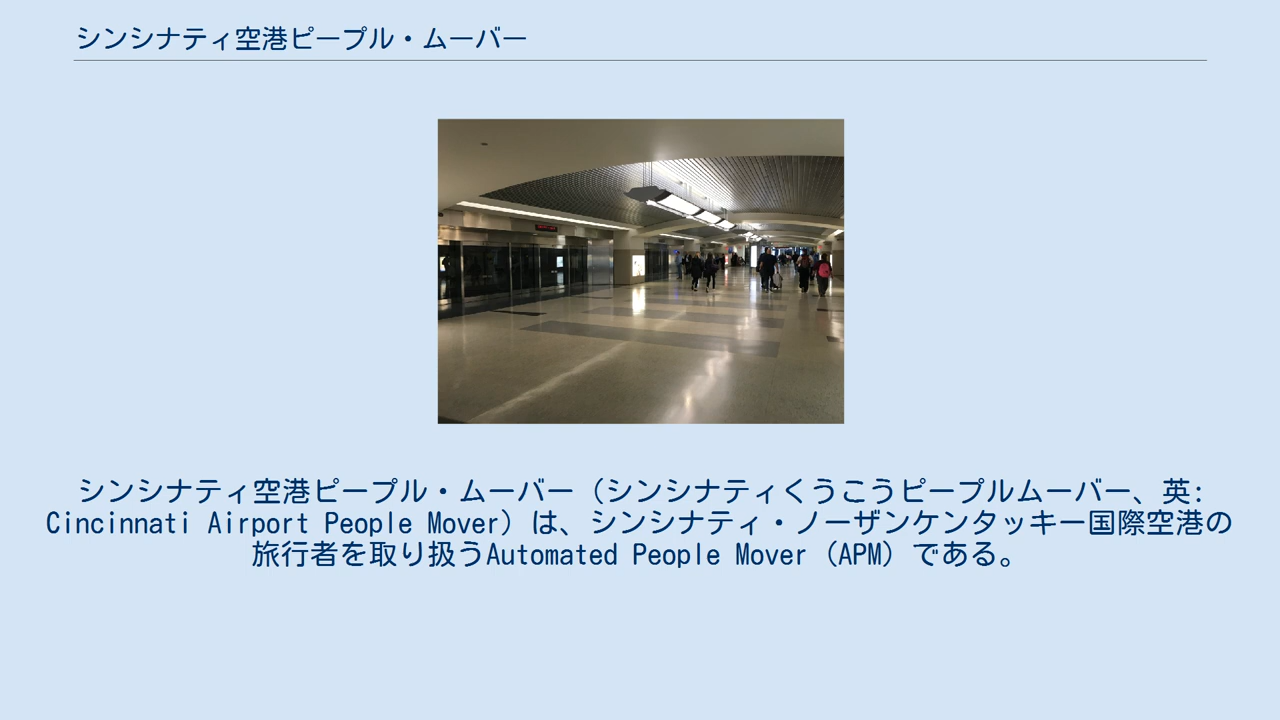 シンシナティ空港ピープル・ムーバー
シンシナティ空港ピープル・ムーバー（シンシナティくうこうピープルムーバー、英:
Cincinnati Airport People Mover）は、シンシナティ・ノーザンケンタッキー国際空港の
旅行者を取り扱うAutomated People Mover（APM）である。